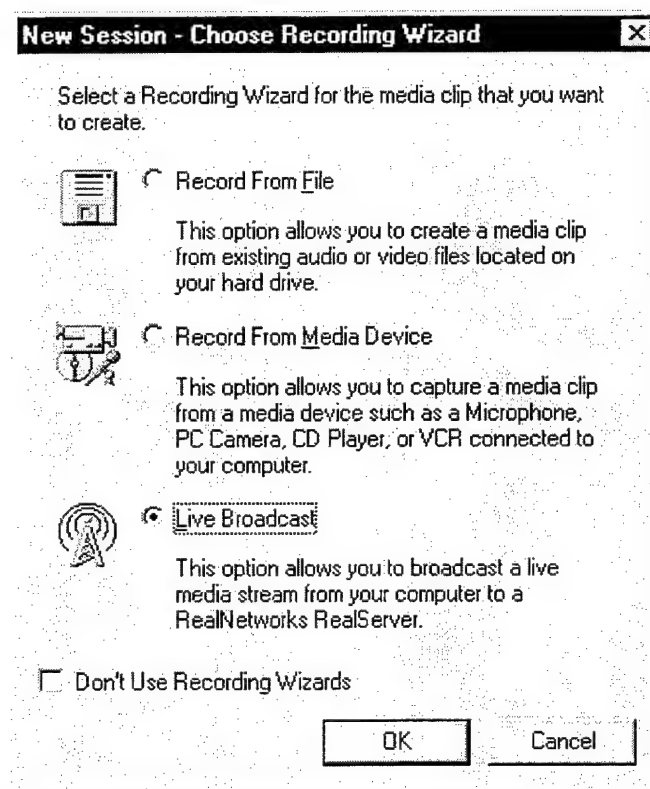 New Session - Choose Recording Wizard
Select a Recording Wizard for the media clip that you want
to create.
Record From File
This option allows you to create a media clip
from existing audio or video files located on
your hard drive.
Record From Media Device
This option allows you to capture a media clip
from a media device such as a Microphone,
PC Camera, CD Player, or VCR connected to
your computer.
Live Broadcast
This option allows you to broadcast a live
media stream from your computer to a
RealNetworks RealServer.
Don't Use Recording Wizards
OK Cancel